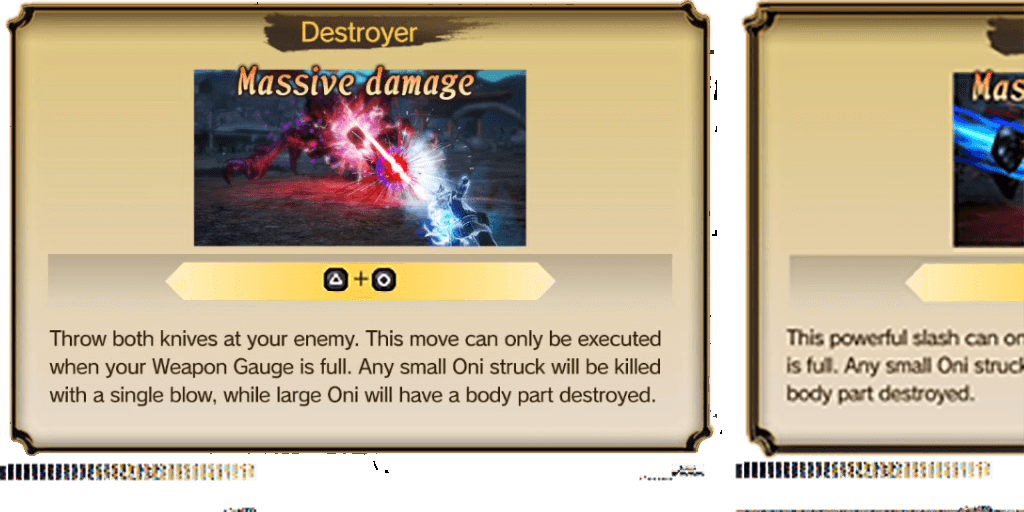 Destroyer
Massive damage
+
Throw both knives at your enemy. This move can only be executed
when your Weapon Gauge is full. Any small Oni struck will be killed
with a single blow, while large Oni will have a body part destroyed.
Mas
This powerful slash can on
is full. Any small Oni struck
body part destroyed.